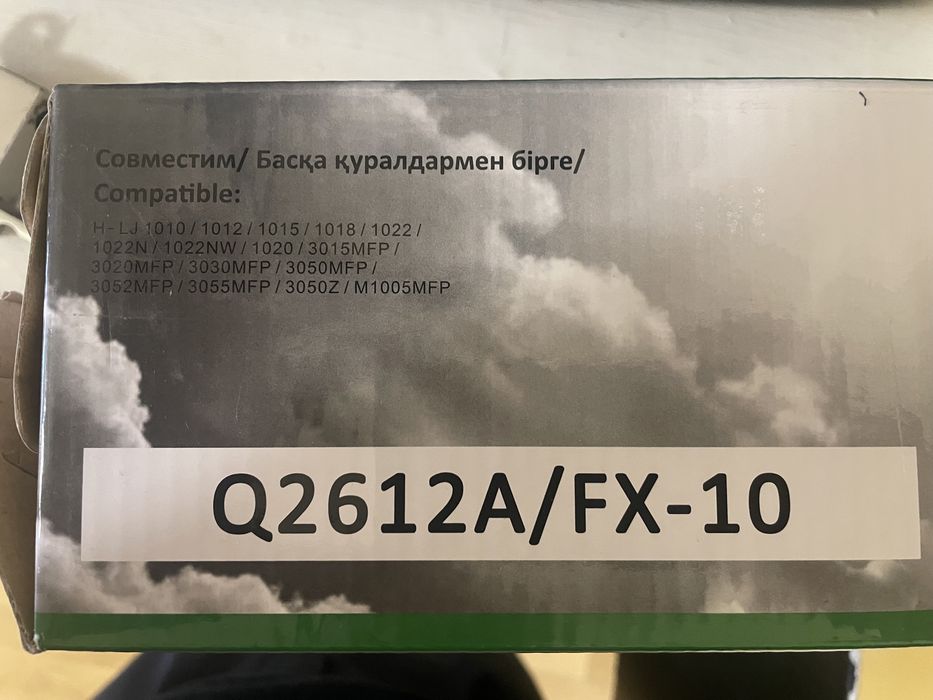 Совместим/ Басқа құралдармен бірге/
Compatible:
H- LJ 1010 / 1012 / 1015 / 1018 / 1022 /
1022N / 1022NW / 1020 / 3015MFP /
3020MFP / 3030MFP / 3050MFP /
3052MFP / 3055MFP / 3050Z / M1005MFP
Q2612A/FX-10